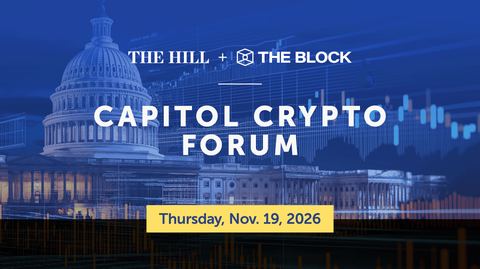 THE HILL + THE BLOCK
CAPITOL CRYPTO
FORUM
Thursday, Nov. 19, 2026